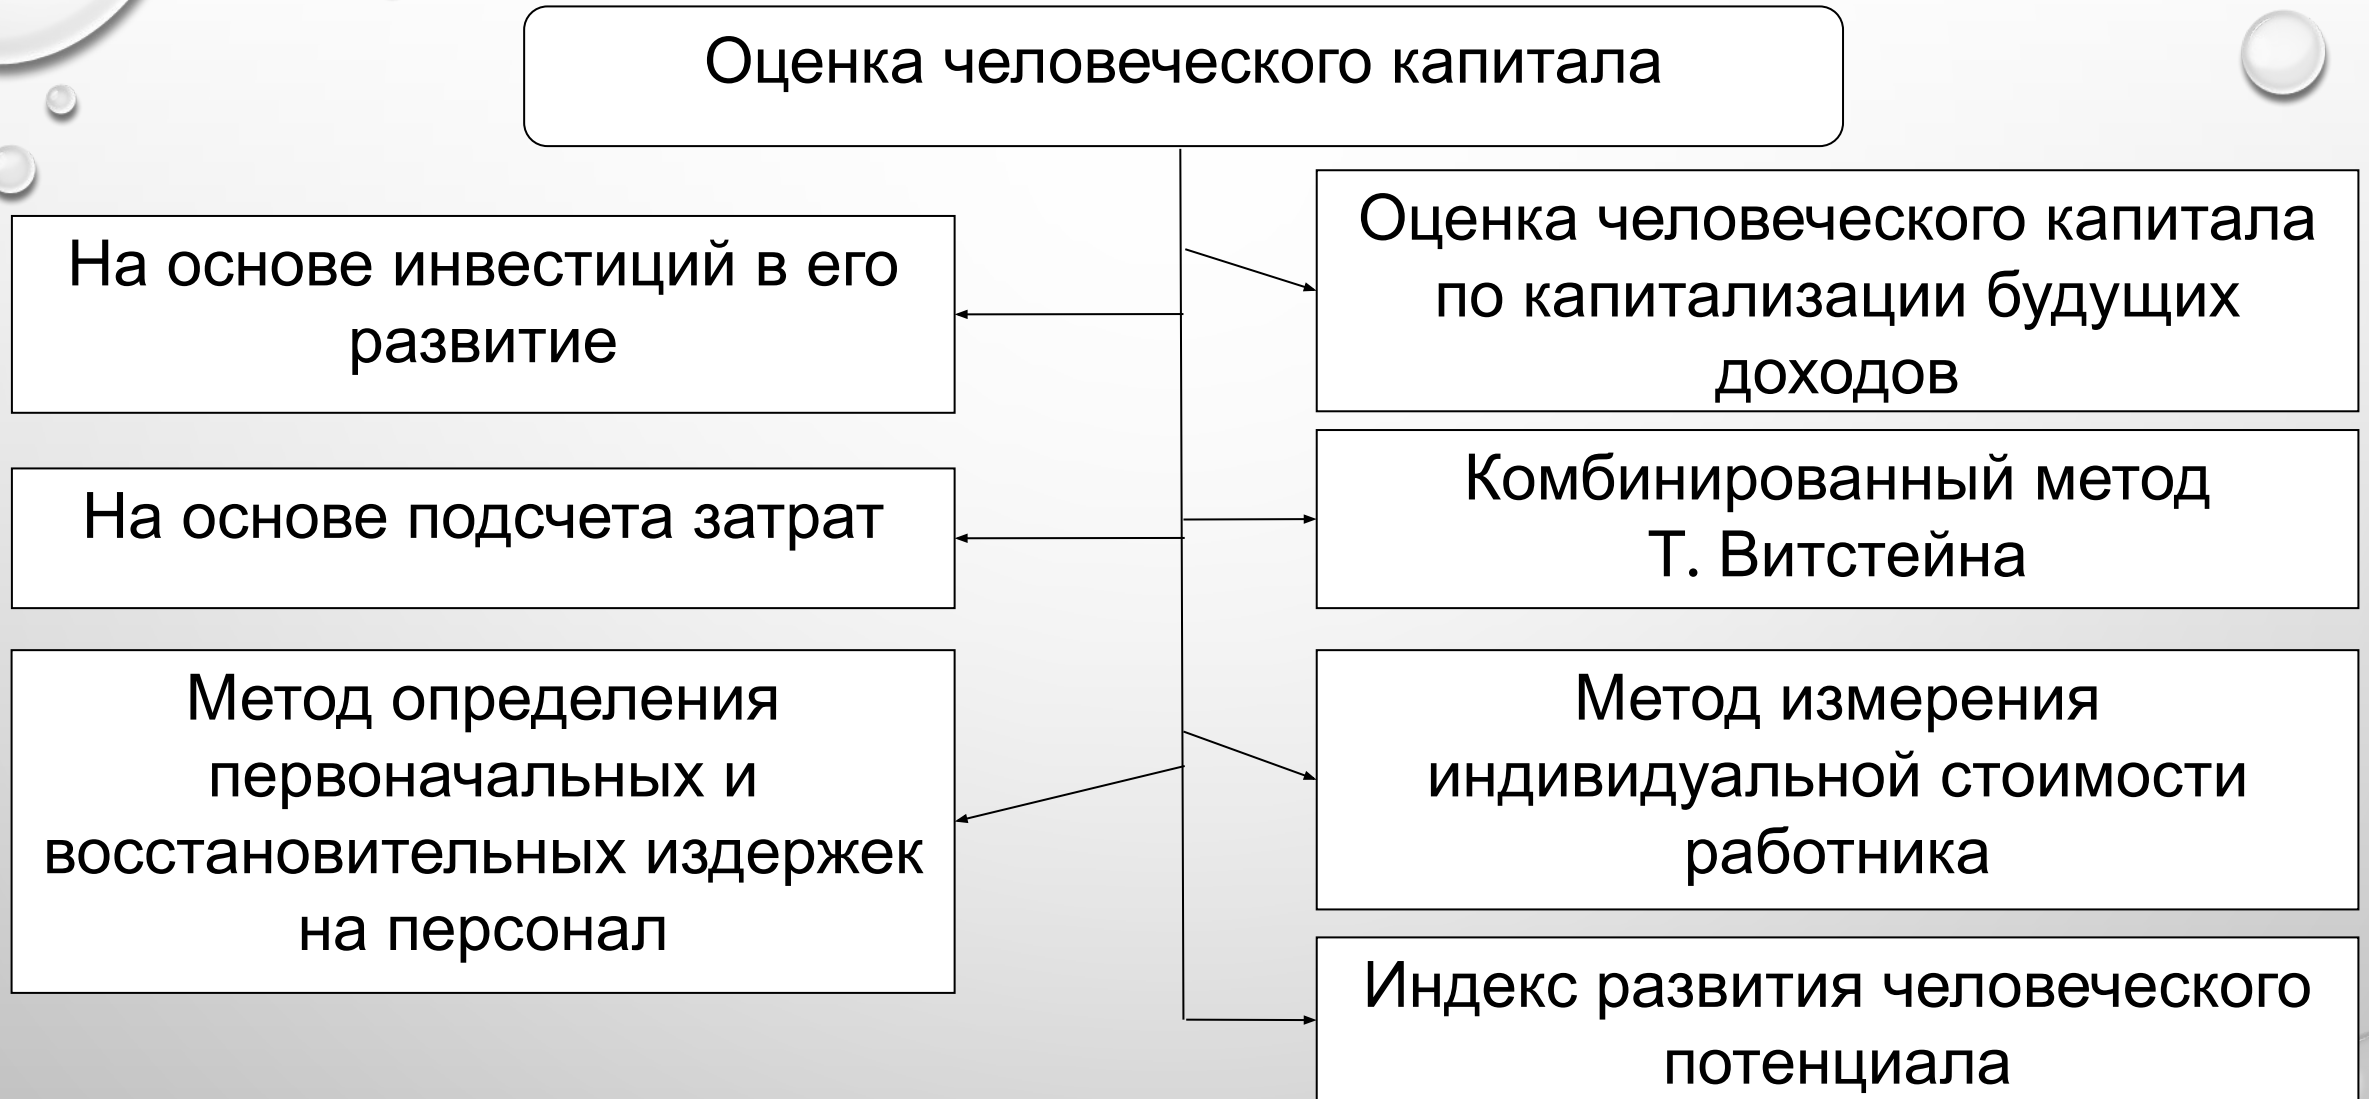 Оценка человеческого капитала
На основе инвестиций в его
развитие
На основе подсчета затрат
Метод определения
первоначальных и
восстановительных издержек
на персонал
Оценка человеческого капитала
по капитализации будущих
доходов
Комбинированный метод
Т. Витстейна
Метод измерения
индивидуальной стоимости
работника
Индекс развития человеческого
потенциала